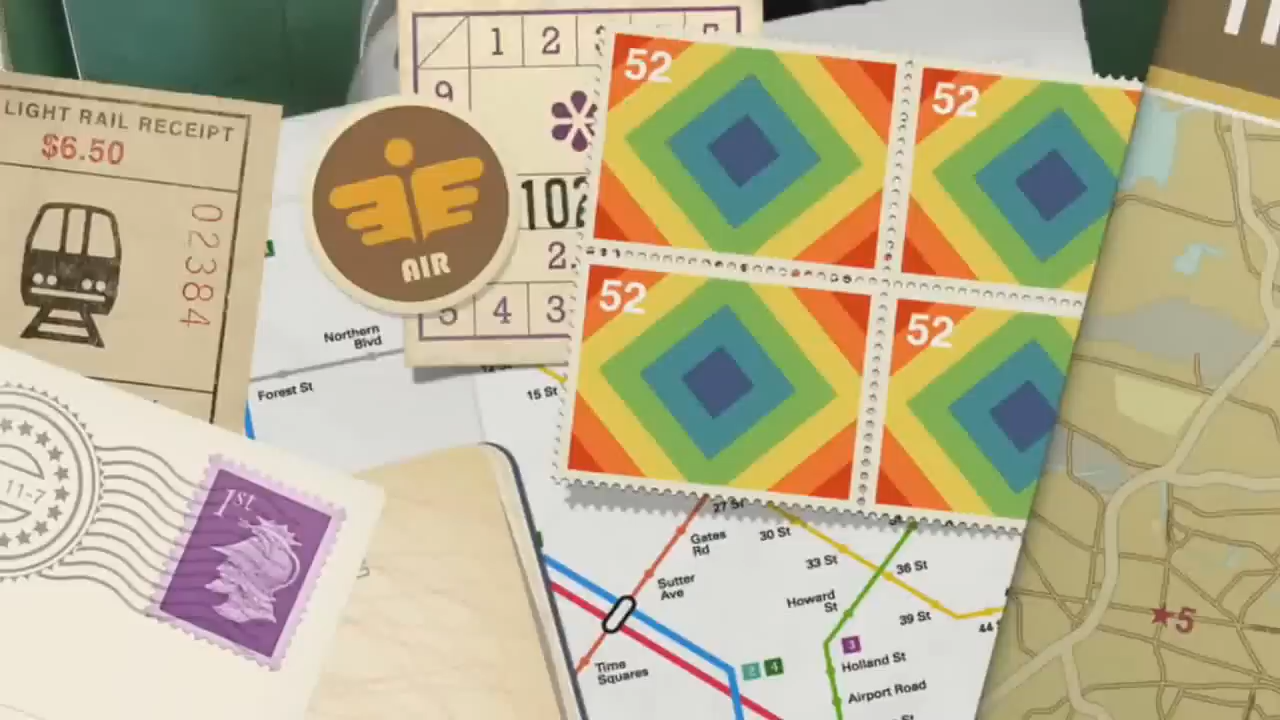 LIGHT RAIL RECEIPT
$6.50
02384
11-7
1st
1 2
9
102
2
5 4 3
AIR
52
52
52
52
Northern
Blvd
Forest St
15 St
27 St
Gates
Rd
30 St
33 St
36 St
Sutter
Ave
Howard
St
39 St
44
3
Holland St
Time
Squares
2 4
Airport Road
St
5